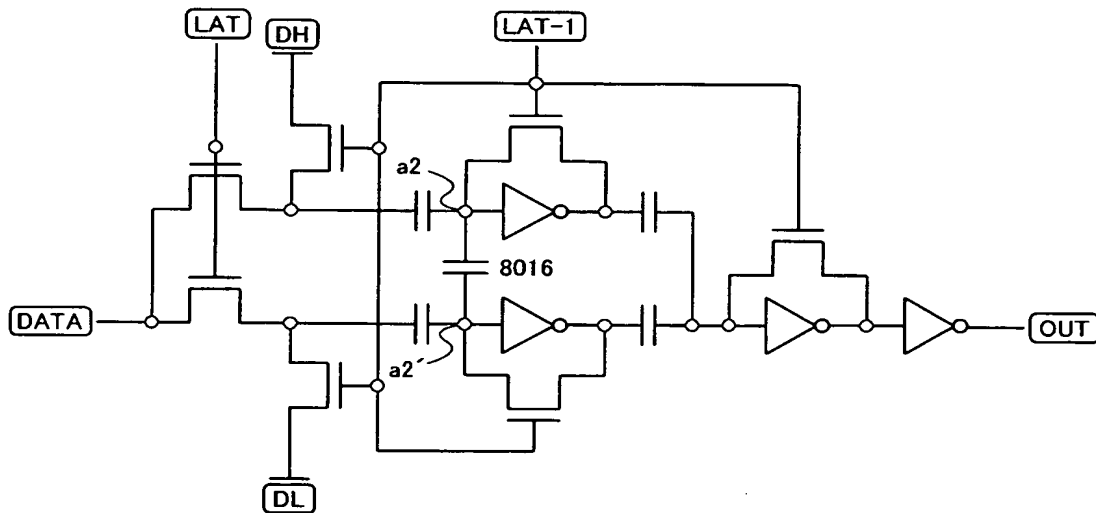 LAT
DH
LAT-1
a2
8016
DATA
OUT
a2′
DL